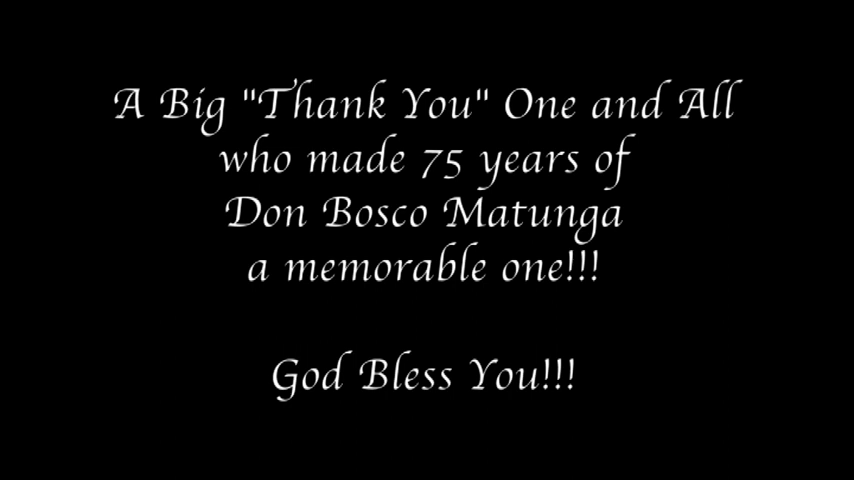 A Big "Thank You" One and All
who made 75 years of
Don Bosco Matunga
a memorable one!!!
God Bless You!!!